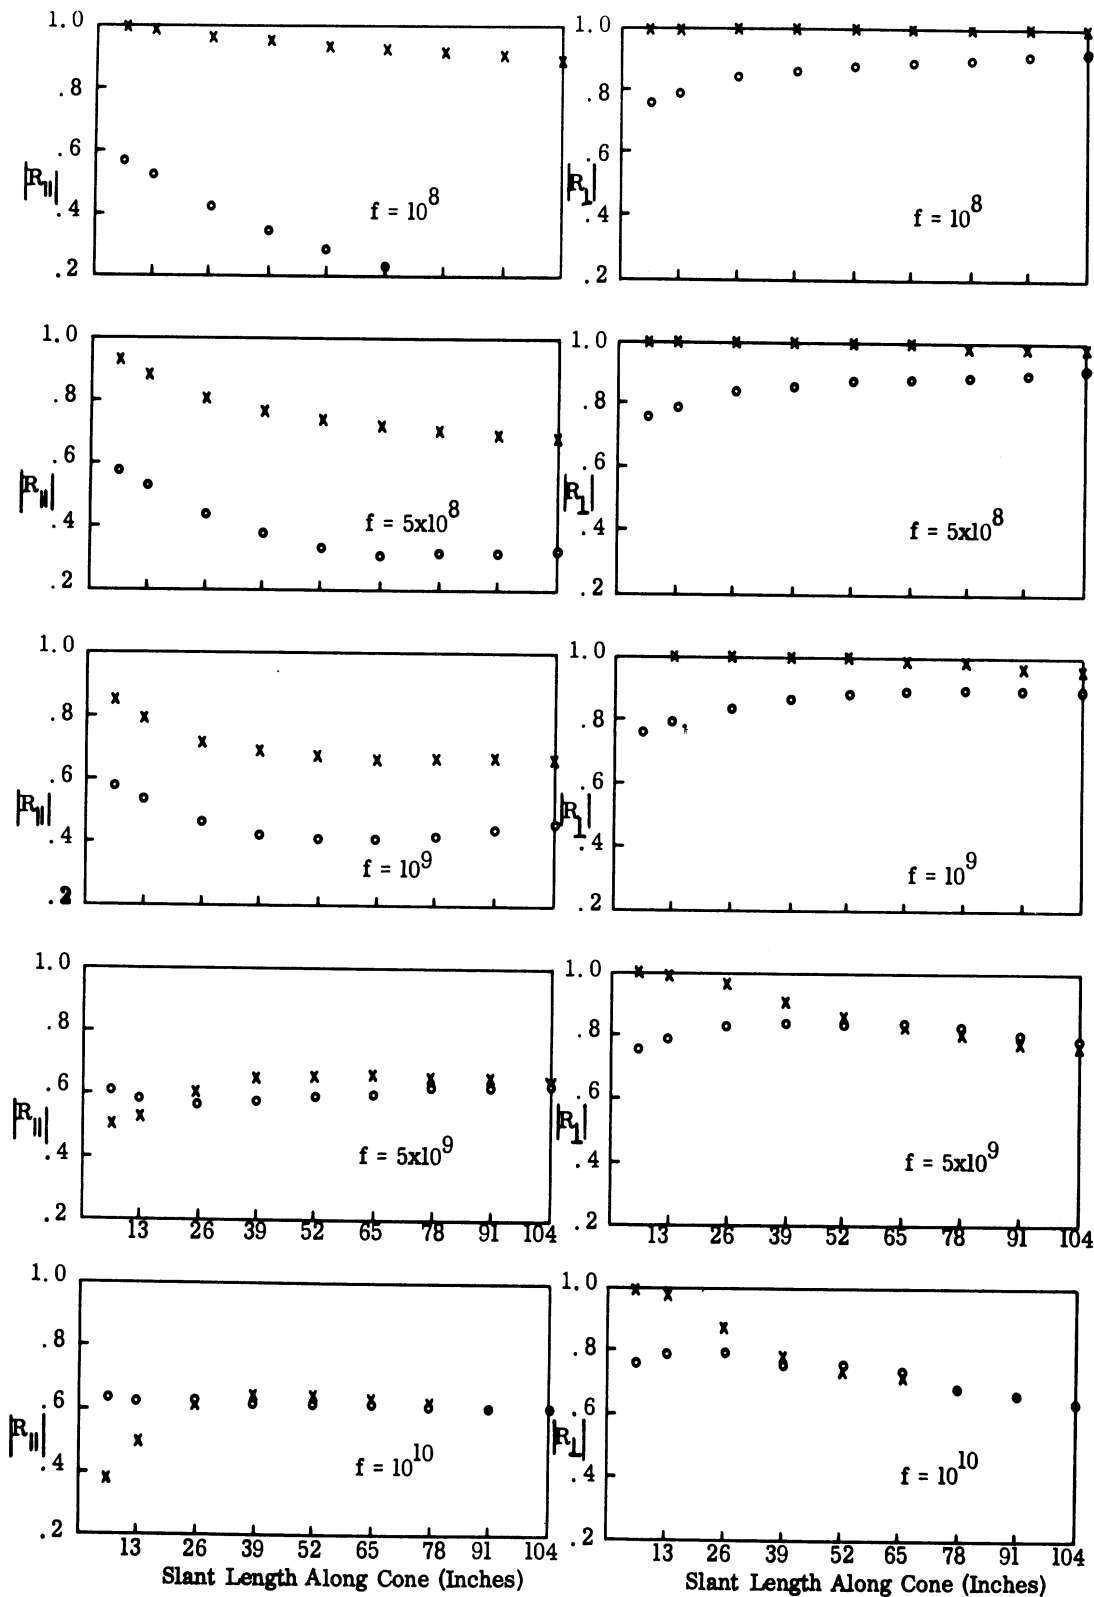 1.0
.8
.6
|R||| 
.4
.2
f = 10^8
1.0
.8
.6
|R⊥|
.4
.2
f = 10^8
1.0
.8
.6
|R|||
.4
.2
f = 5x10^8
1.0
.8
.6
|R⊥|
.4
.2
f = 5x10^8
1.0
.8
.6
|R|||
.4
.2
f = 10^9
1.0
.8
.6
|R⊥|
.4
.2
f = 10^9
1.0
.8
.6
|R|||
.4
.2
f = 5x10^9
13 26 39 52 65 78 91 104
1.0
.8
.6
|R⊥|
.4
.2
f = 5x10^9
13 26 39 52 65 78 91 104
1.0
.8
.6
|R|||
.4
.2
f = 10^10
13 26 39 52 65 78 91 104
Slant Length Along Cone (Inches)
1.0
.8
.6
|R⊥|
.4
.2
f = 10^10
13 26 39 52 65 78 91 104
Slant Length Along Cone (Inches)